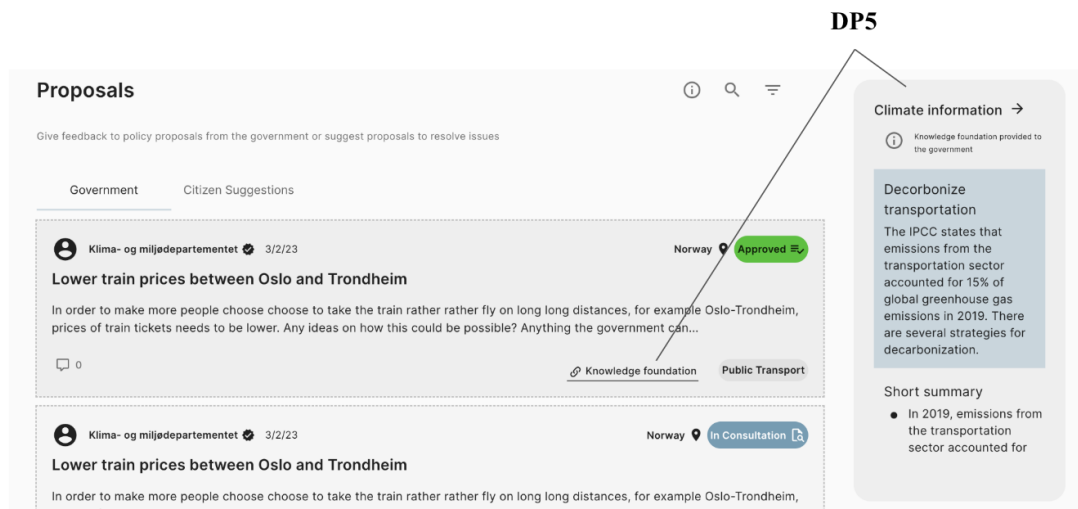 DP5
Proposals
Give feedback to policy proposals from the government or suggest proposals to resolve issues
Government
Citizen Suggestions
Klima- og miljødepartementet 3/2/23
Norway
Approved
Lower train prices between Oslo and Trondheim
In order to make more people choose choose to take the train rather rather fly on long long distances, for example Oslo-Trondheim,
prices of train tickets needs to be lower. Any ideas on how this could be possible? Anything the government can...
0
Knowledge foundation
Public Transport
Klima- og miljødepartementet 3/2/23
Norway
In Consultation
Lower train prices between Oslo and Trondheim
In order to make more people choose choose to take the train rather rather fly on long long distances, for example Oslo-Trondheim,
Climate information →
Knowledge foundation provided to
the government
Decorbonize
transportation
The IPCC states that
emissions from the
transportation sector
accounted for 15% of
global greenhouse gas
emissions in 2019. There
are several strategies for
decarbonization.
Short summary
● In 2019, emissions from
the transportation
sector accounted for